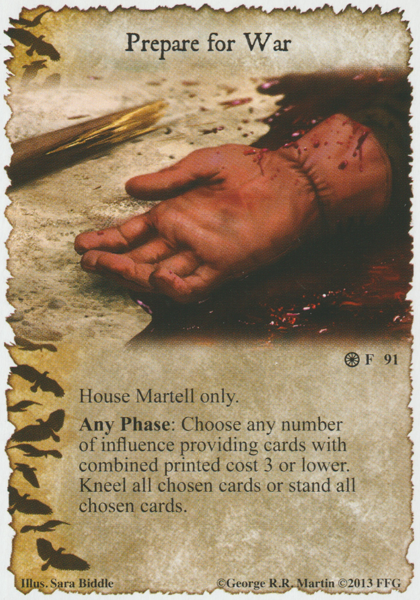 Prepare for War
F 91
House Martell only.
Any Phase: Choose any number
of influence providing cards with
combined printed cost 3 or lower.
Kneel all chosen cards or stand all
chosen cards.
Illus. Sara Biddle ©George R.R. Martin ©2013 FFG